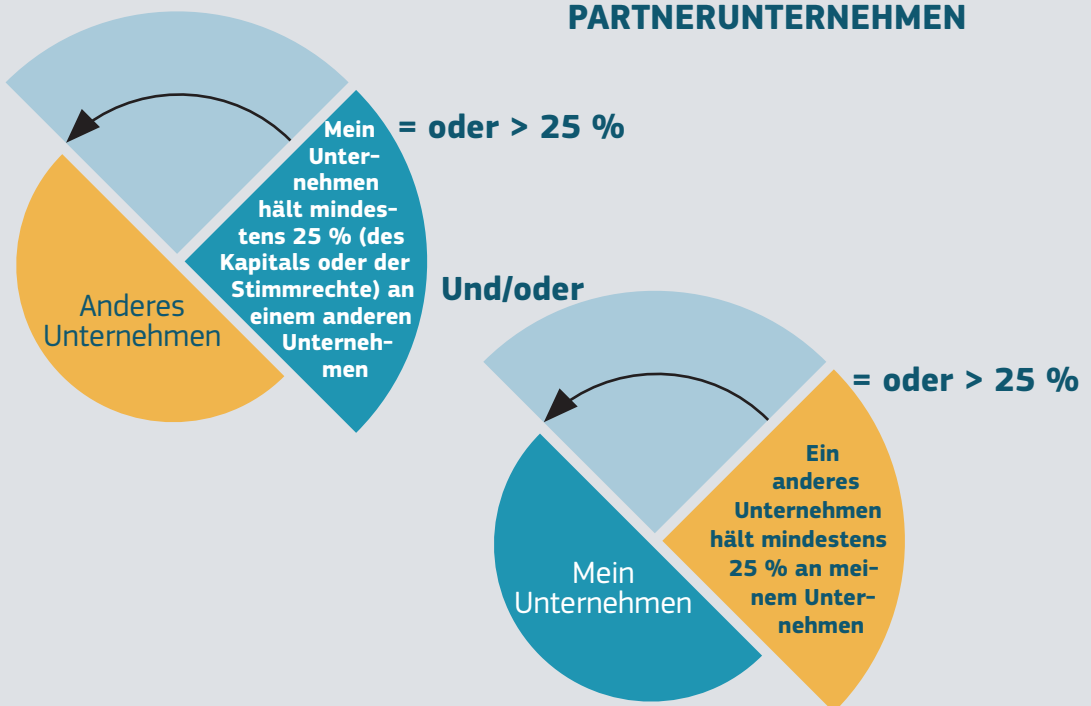 PARTNERUNTERNEHMEN
= oder > 25 %
Mein
Unter-
nehmen
hält mindes-
tens 25 % (des
Kapitals oder der
Stimmrechte) an
einem anderen
Unterneh-
men
Anderes
Unternehmen
Und/oder
= oder > 25 %
Ein
anderes
Unternehmen
hält mindestens
25 % an mei-
nem Unter-
nehmen
Mein
Unternehmen